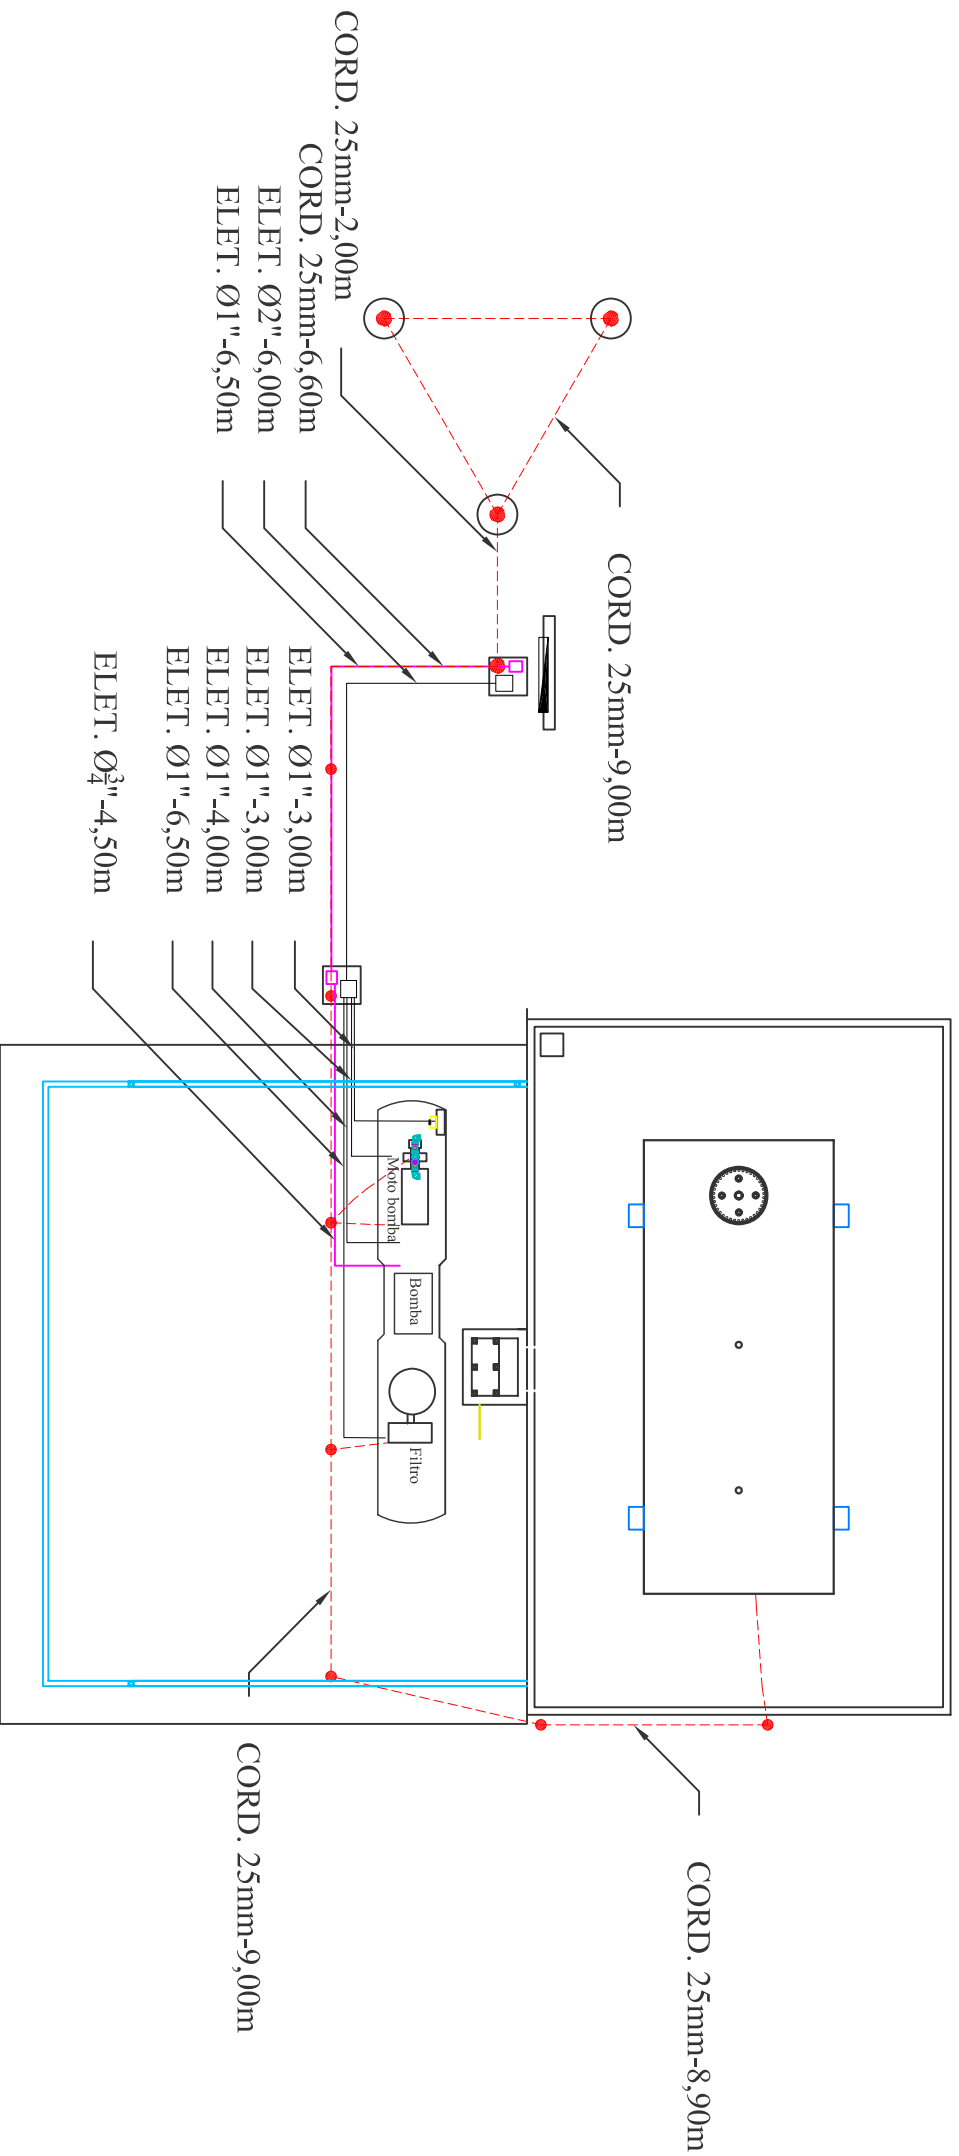 CORD. 25mm-2,00m
CORD. 25mm-6,60m
ELET. Ø2"-6,00m
ELET. Ø1"-6,50m
CORD. 25mm-9,00m
ELET. Ø1"-3,00m
ELET. Ø1"-3,00m
ELET. Ø1"-4,00m
ELET. Ø1"-6,50m
ELET. Ø¾"-4,50m
Moto bomba
Bomba
Filtro
CORD. 25mm-9,00m
CORD. 25mm-8,90m